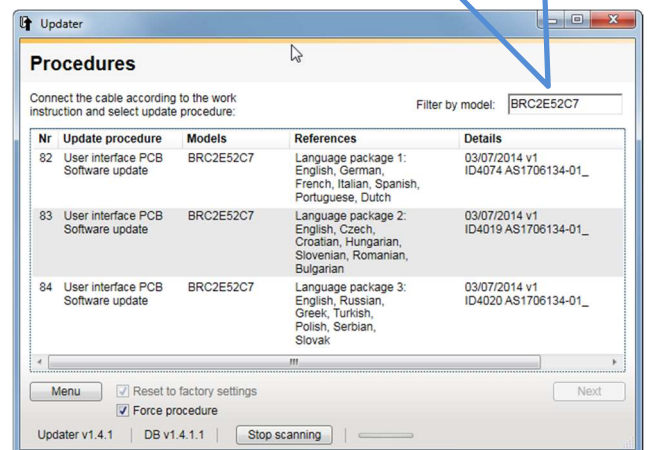 Updater
Procedures
Connect the cable according to the work
instruction and select update procedure:
Filter by model: BRC2E52C7
Nr Update procedure Models References Details
82 User interface PCB BRC2E52C7 Language package 1: 03/07/2014 v1
Software update English, German, ID4074 AS1706134-01_
French, Italian, Spanish,
Portuguese, Dutch
83 User interface PCB BRC2E52C7 Language package 2: 03/07/2014 v1
Software update English, Czech, ID4019 AS1706134-01_
Croatian, Hungarian,
Slovenian, Romanian,
Bulgarian
84 User interface PCB BRC2E52C7 Language package 3: 03/07/2014 v1
Software update English, Russian, ID4020 AS1706134-01_
Greek, Turkish,
Polish, Serbian,
Slovak
Menu Reset to factory settings Next
Force procedure
Updater v1.4.1 DB v1.4.1.1 Stop scanning